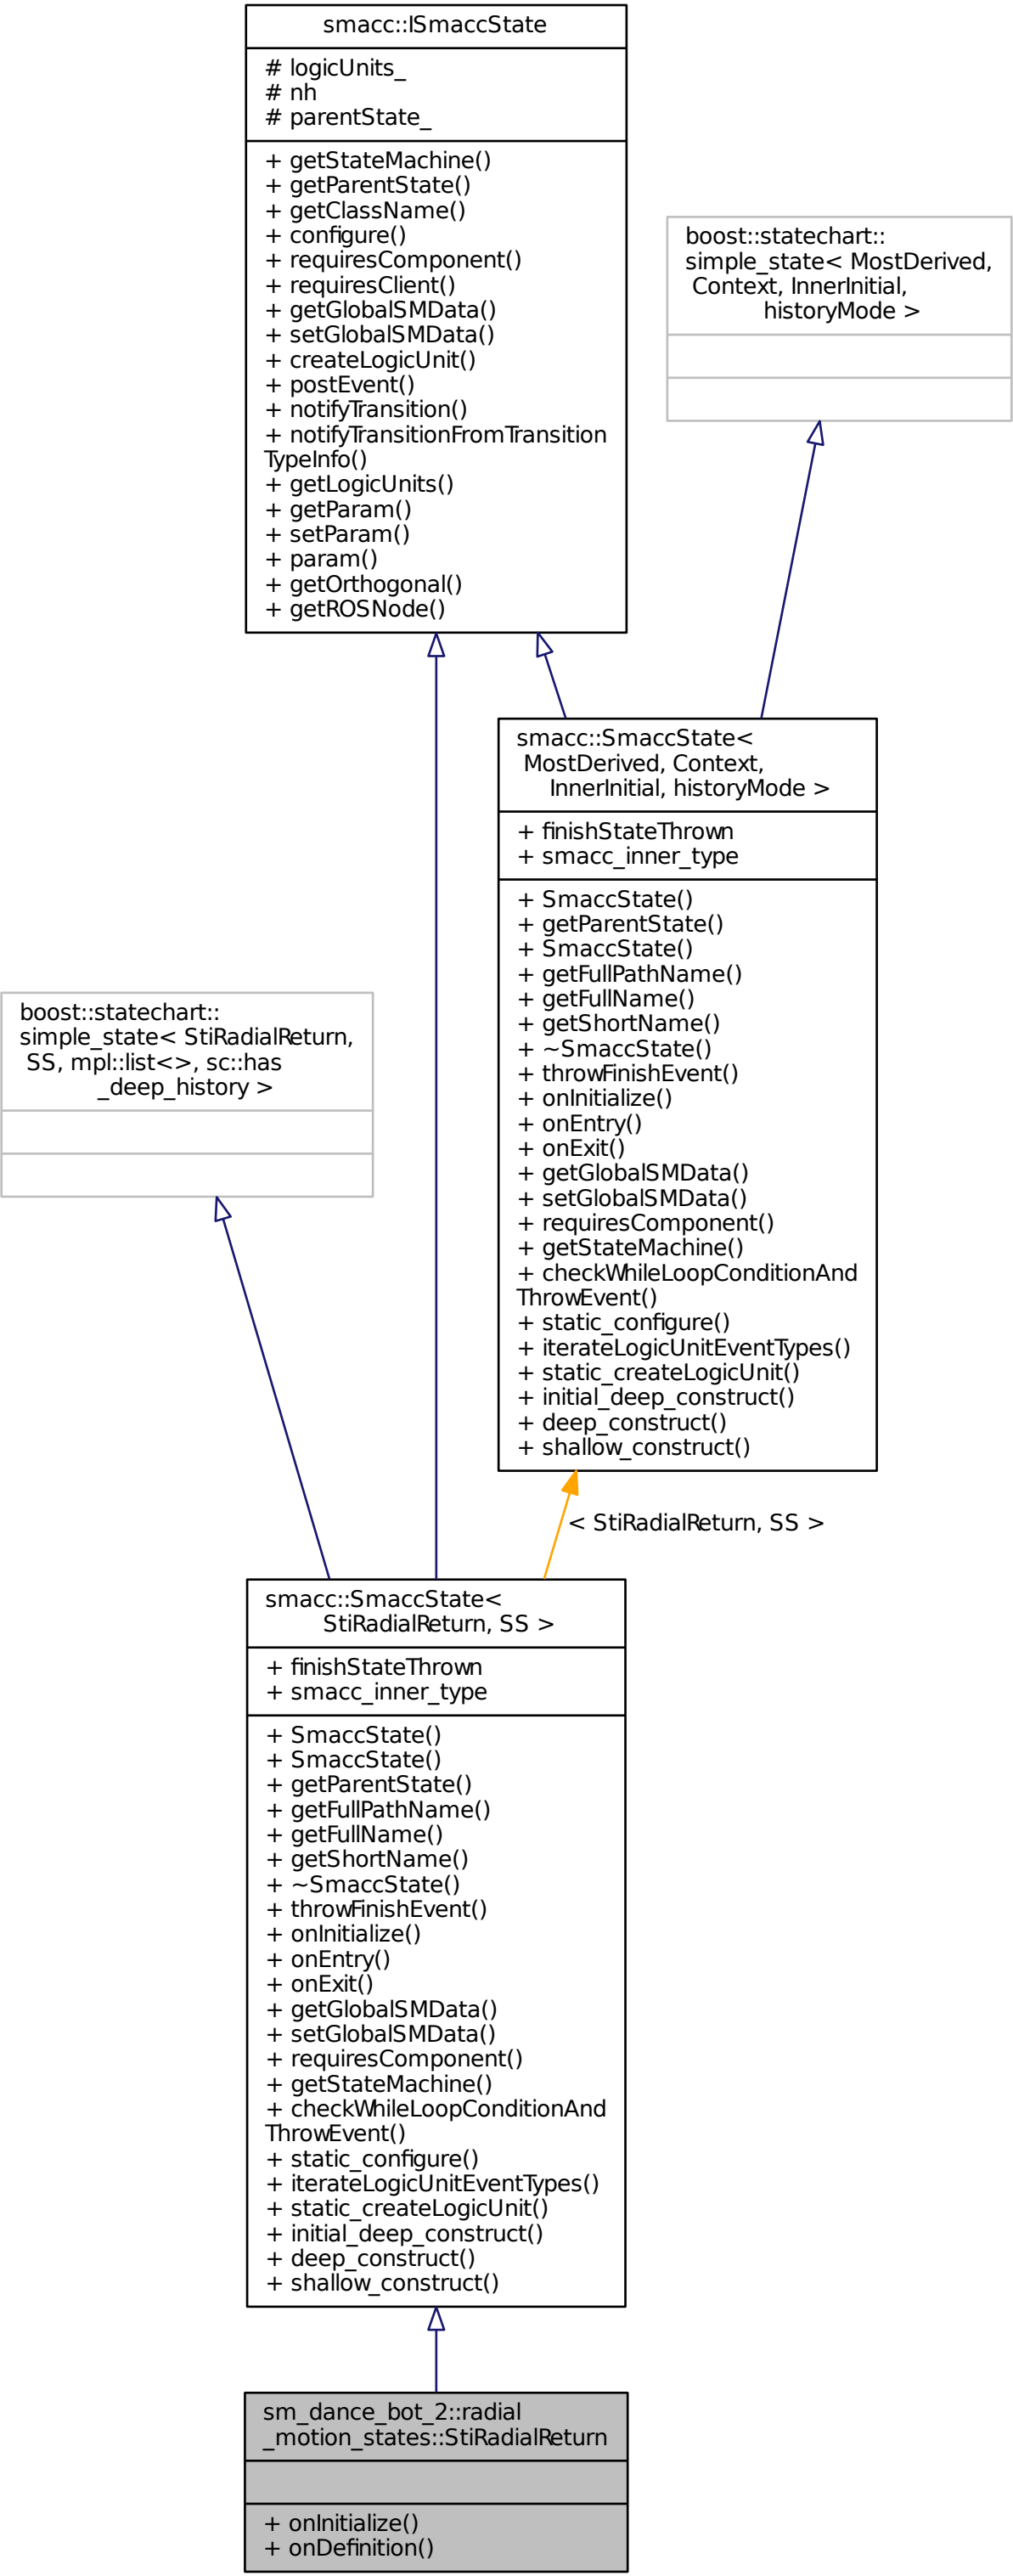 smacc::ISmaccState
# logicUnits_
# nh
# parentState_
+ getStateMachine()
+ getParentState()
+ getClassName()
+ configure()
+ requiresComponent()
+ requiresClient()
+ getGlobalSMData()
+ setGlobalSMData()
+ createLogicUnit()
+ postEvent()
+ notifyTransition()
+ notifyTransitionFromTransition
TypeInfo()
+ getLogicUnits()
+ getParam()
+ setParam()
+ param()
+ getOrthogonal()
+ getROSNode()
boost::statechart::
simple_state< MostDerived,
Context, InnerInitial,
historyMode >
smacc::SmaccState<
MostDerived, Context,
InnerInitial, historyMode >
+ finishStateThrown
+ smacc_inner_type
+ SmaccState()
+ getParentState()
+ SmaccState()
+ getFullPathName()
+ getFullName()
+ getShortName()
+ ~SmaccState()
+ throwFinishEvent()
+ onInitialize()
+ onEntry()
+ onExit()
+ getGlobalSMData()
+ setGlobalSMData()
+ requiresComponent()
+ getStateMachine()
+ checkWhileLoopConditionAnd
ThrowEvent()
+ static_configure()
+ iterateLogicUnitEventTypes()
+ static_createLogicUnit()
+ initial_deep_construct()
+ deep_construct()
+ shallow_construct()
boost::statechart::
simple_state< StiRadialReturn,
SS, mpl::list<>, sc::has
_deep_history >
< StiRadialReturn, SS >
smacc::SmaccState<
StiRadialReturn, SS >
+ finishStateThrown
+ smacc_inner_type
+ SmaccState()
+ SmaccState()
+ getParentState()
+ getFullPathName()
+ getFullName()
+ getShortName()
+ ~SmaccState()
+ throwFinishEvent()
+ onInitialize()
+ onEntry()
+ onExit()
+ getGlobalSMData()
+ setGlobalSMData()
+ requiresComponent()
+ getStateMachine()
+ checkWhileLoopConditionAnd
ThrowEvent()
+ static_configure()
+ iterateLogicUnitEventTypes()
+ static_createLogicUnit()
+ initial_deep_construct()
+ deep_construct()
+ shallow_construct()
sm_dance_bot_2::radial
_motion_states::StiRadialReturn
+ onInitialize()
+ onDefinition()